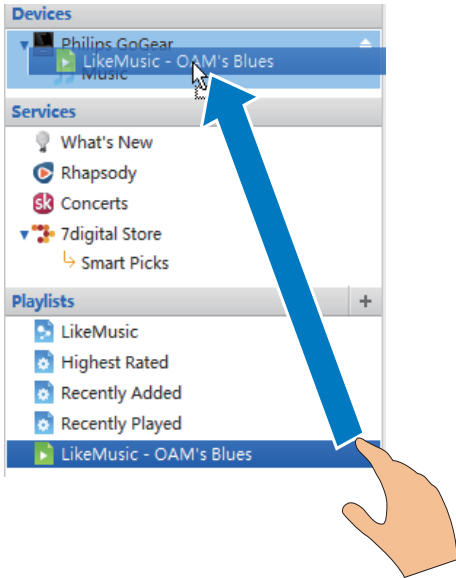 Devices
Philips GoGear
LikeMusic - OAM's Blues
Music
Services
What's New
Rhapsody
sk Concerts
7digital Store
Smart Picks
Playlists +
LikeMusic
Highest Rated
Recently Added
Recently Played
LikeMusic - OAM's Blues